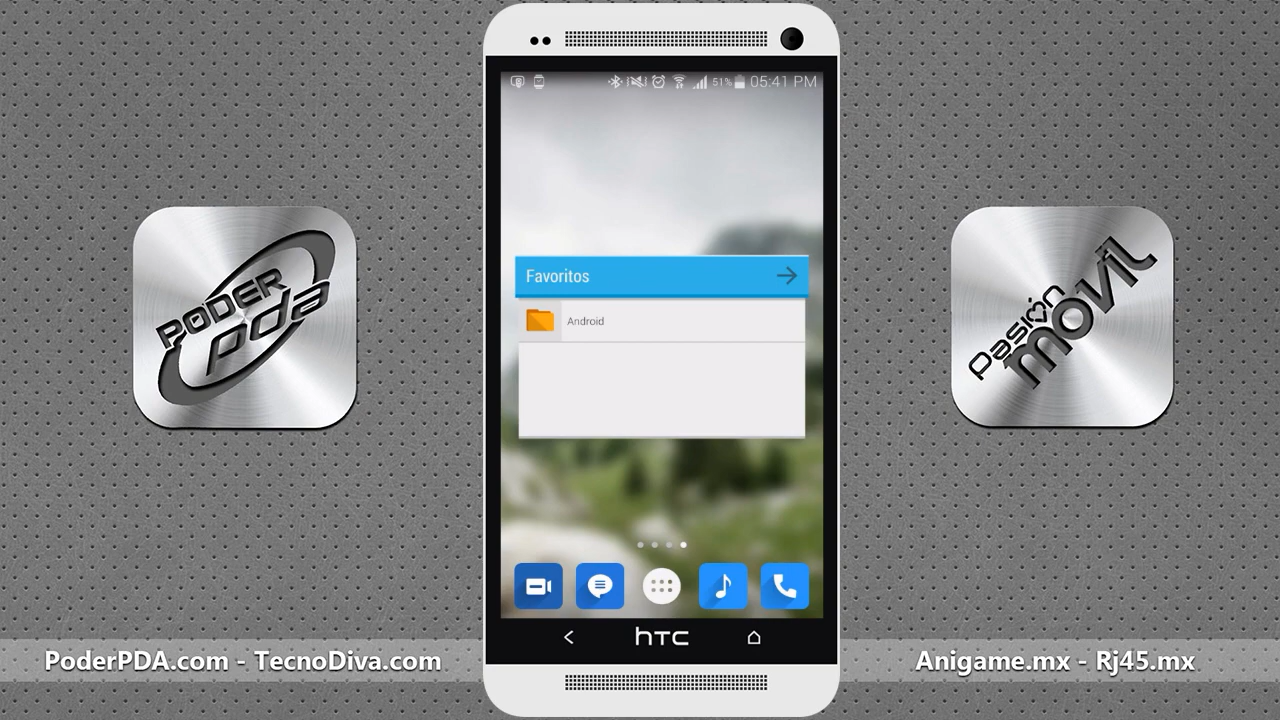 51% 05:41 PM
Favoritos
Android
PODER
pda
Pasión
movil
hTC
PoderPDA.com - TecnoDiva.com
Anigame.mx - Rj45.mx